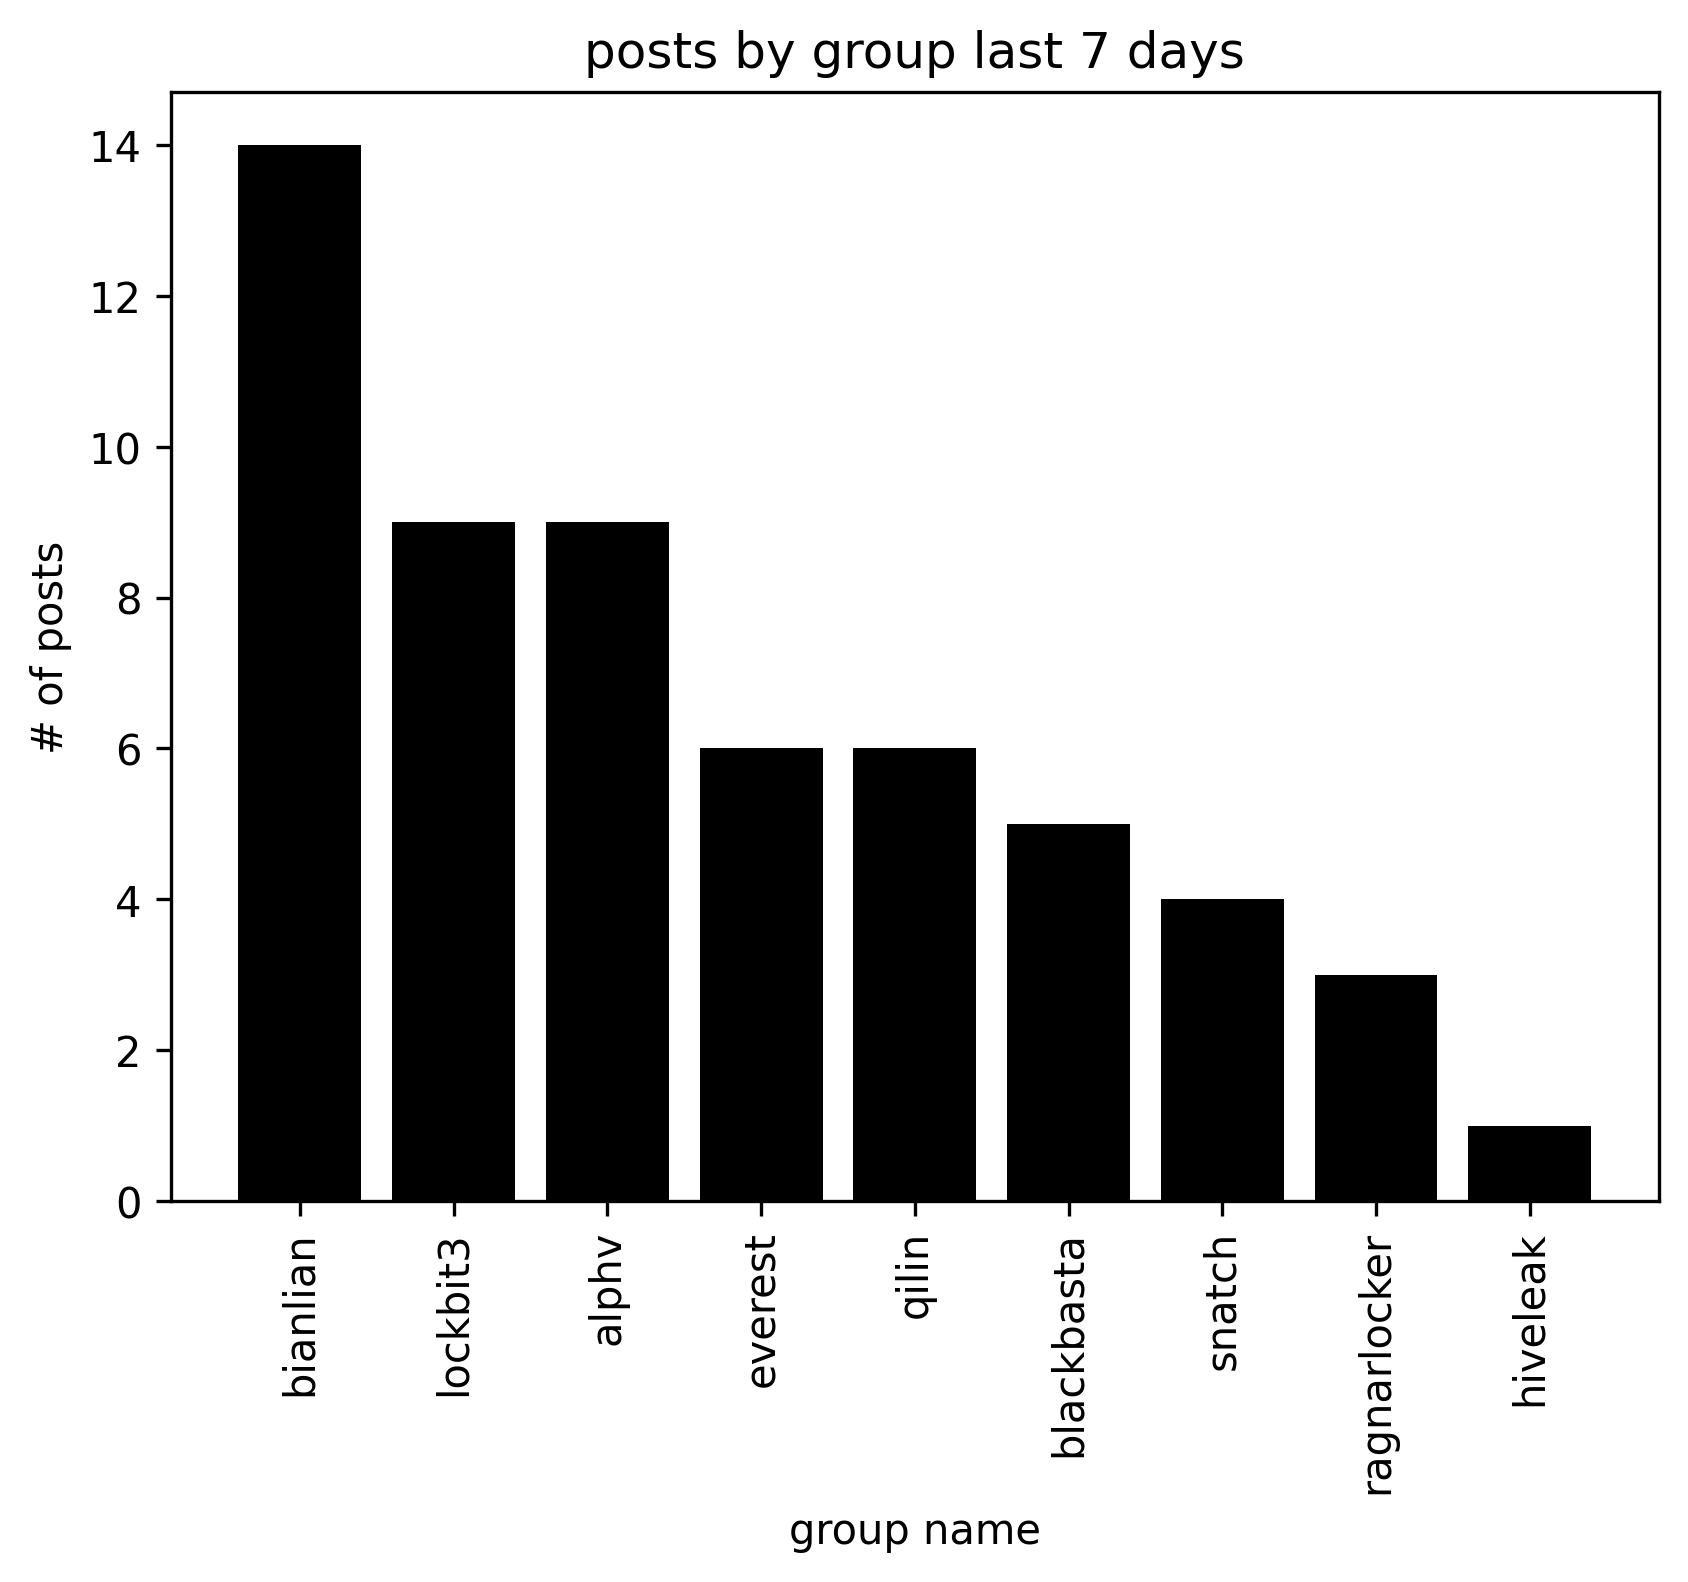 posts by group last 7 days
14
12
10
8
6
4
2
0
# of posts
bianlian
lockbit3
alphv
everest
qilin
blackbasta
snatch
ragnarlocker
hiveleak
group name